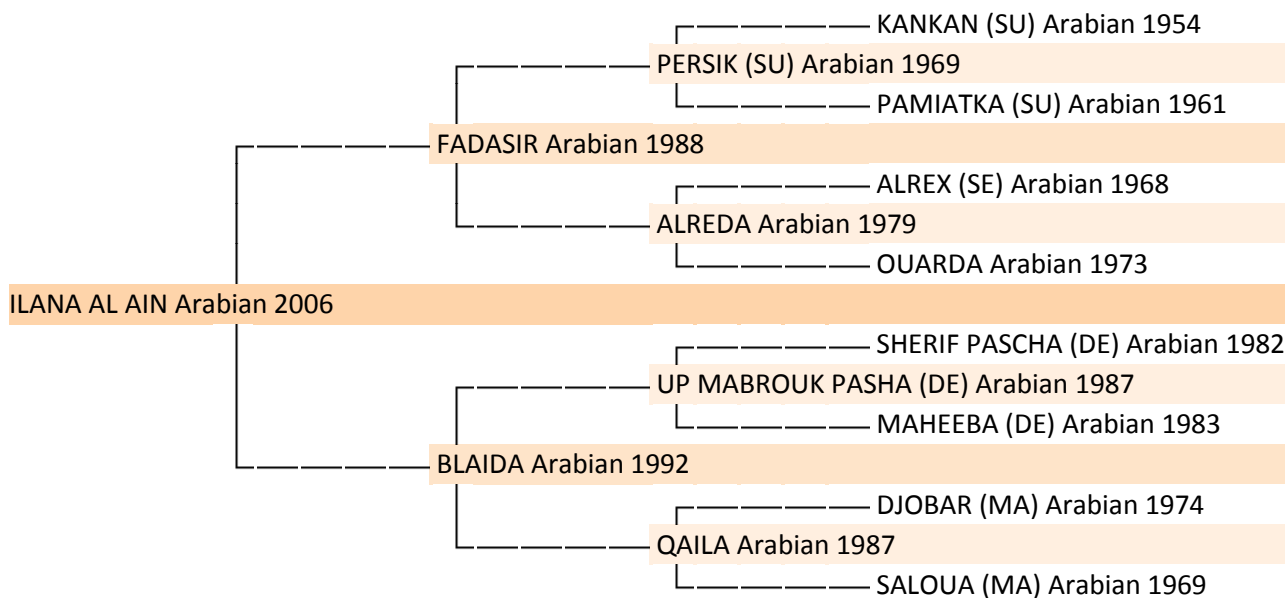 KANKAN (SU) Arabian 1954
PERSIK (SU) Arabian 1969
PAMIATKA (SU) Arabian 1961
FADASIR Arabian 1988
ALREX (SE) Arabian 1968
ALREDA Arabian 1979
OUARDA Arabian 1973
ILANA AL AIN Arabian 2006
SHERIF PASCHA (DE) Arabian 1982
UP MABROUK PASHA (DE) Arabian 1987
MAHEEBA (DE) Arabian 1983
BLAIDA Arabian 1992
DJOBAR (MA) Arabian 1974
QAILA Arabian 1987
SALOUA (MA) Arabian 1969